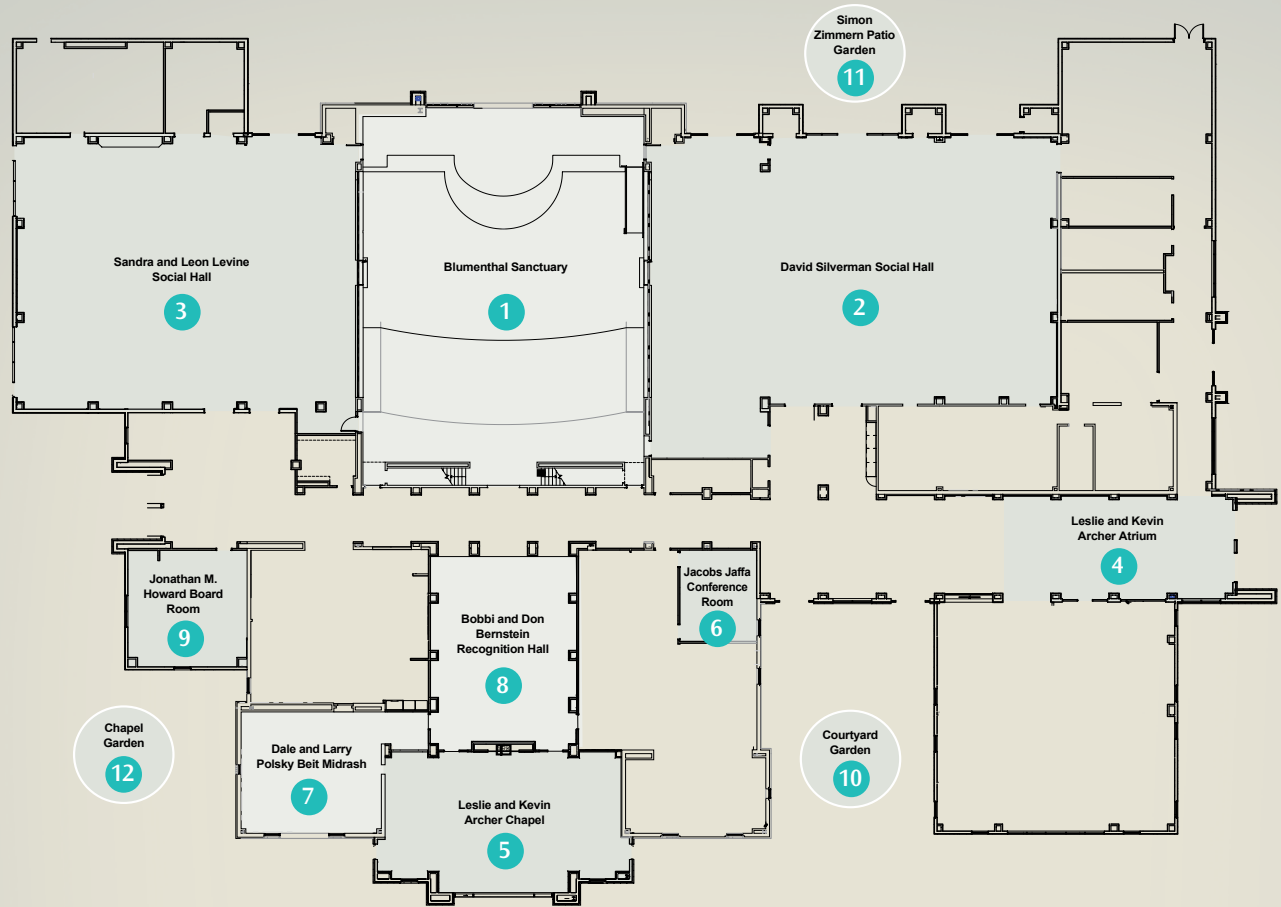 Simon
Zimmern Patio
Garden
11
Sandra and Leon Levine
Social Hall
3
Blumenthal Sanctuary
1
David Silverman Social Hall
2
Leslie and Kevin
Archer Atrium
4
Jonathan M.
Howard Board
Room
9
Bobbi and Don
Bernstein
Recognition Hall
8
Jacobs Jaffa
Conference
Room
6
Chapel
Garden
12
Dale and Larry
Polsky Beit Midrash
7
Leslie and Kevin
Archer Chapel
5
Courtyard
Garden
10